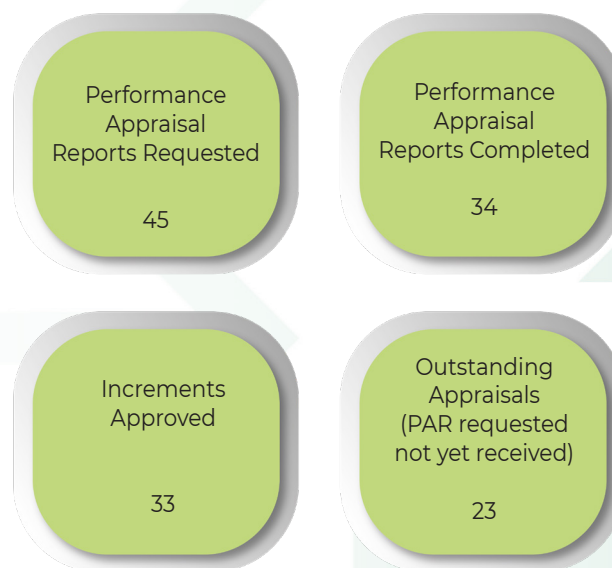 Performance
Appraisal
Reports Requested
45
Performance
Appraisal
Reports Completed
34
Increments
Approved
33
Outstanding
Appraisals
(PAR requested
not yet received)
23